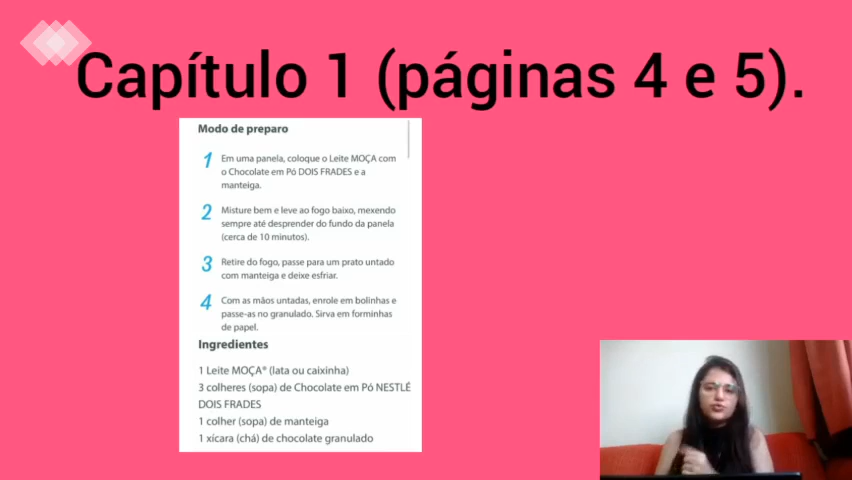 Capítulo 1 (páginas 4 e 5).
Modo de preparo
1 Em uma panela, coloque o Leite MOÇA com
o Chocolate em Pó DOIS FRADES e a
manteiga.
2 Misture bem e leve ao fogo baixo, mexendo
sempre até desprender do fundo da panela
(cerca de 10 minutos).
3 Retire do fogo, passe para um prato untado
com manteiga e deixe esfriar.
4 Com as mãos untadas, enrole em bolinhas e
passe-as no granulado. Sirva em forminhas
de papel.
Ingredientes
1 Leite MOÇA® (lata ou caixinha)
3 colheres (sopa) de Chocolate em Pó NESTLÉ
DOIS FRADES
1 colher (sopa) de manteiga
1 xícara (chá) de chocolate granulado